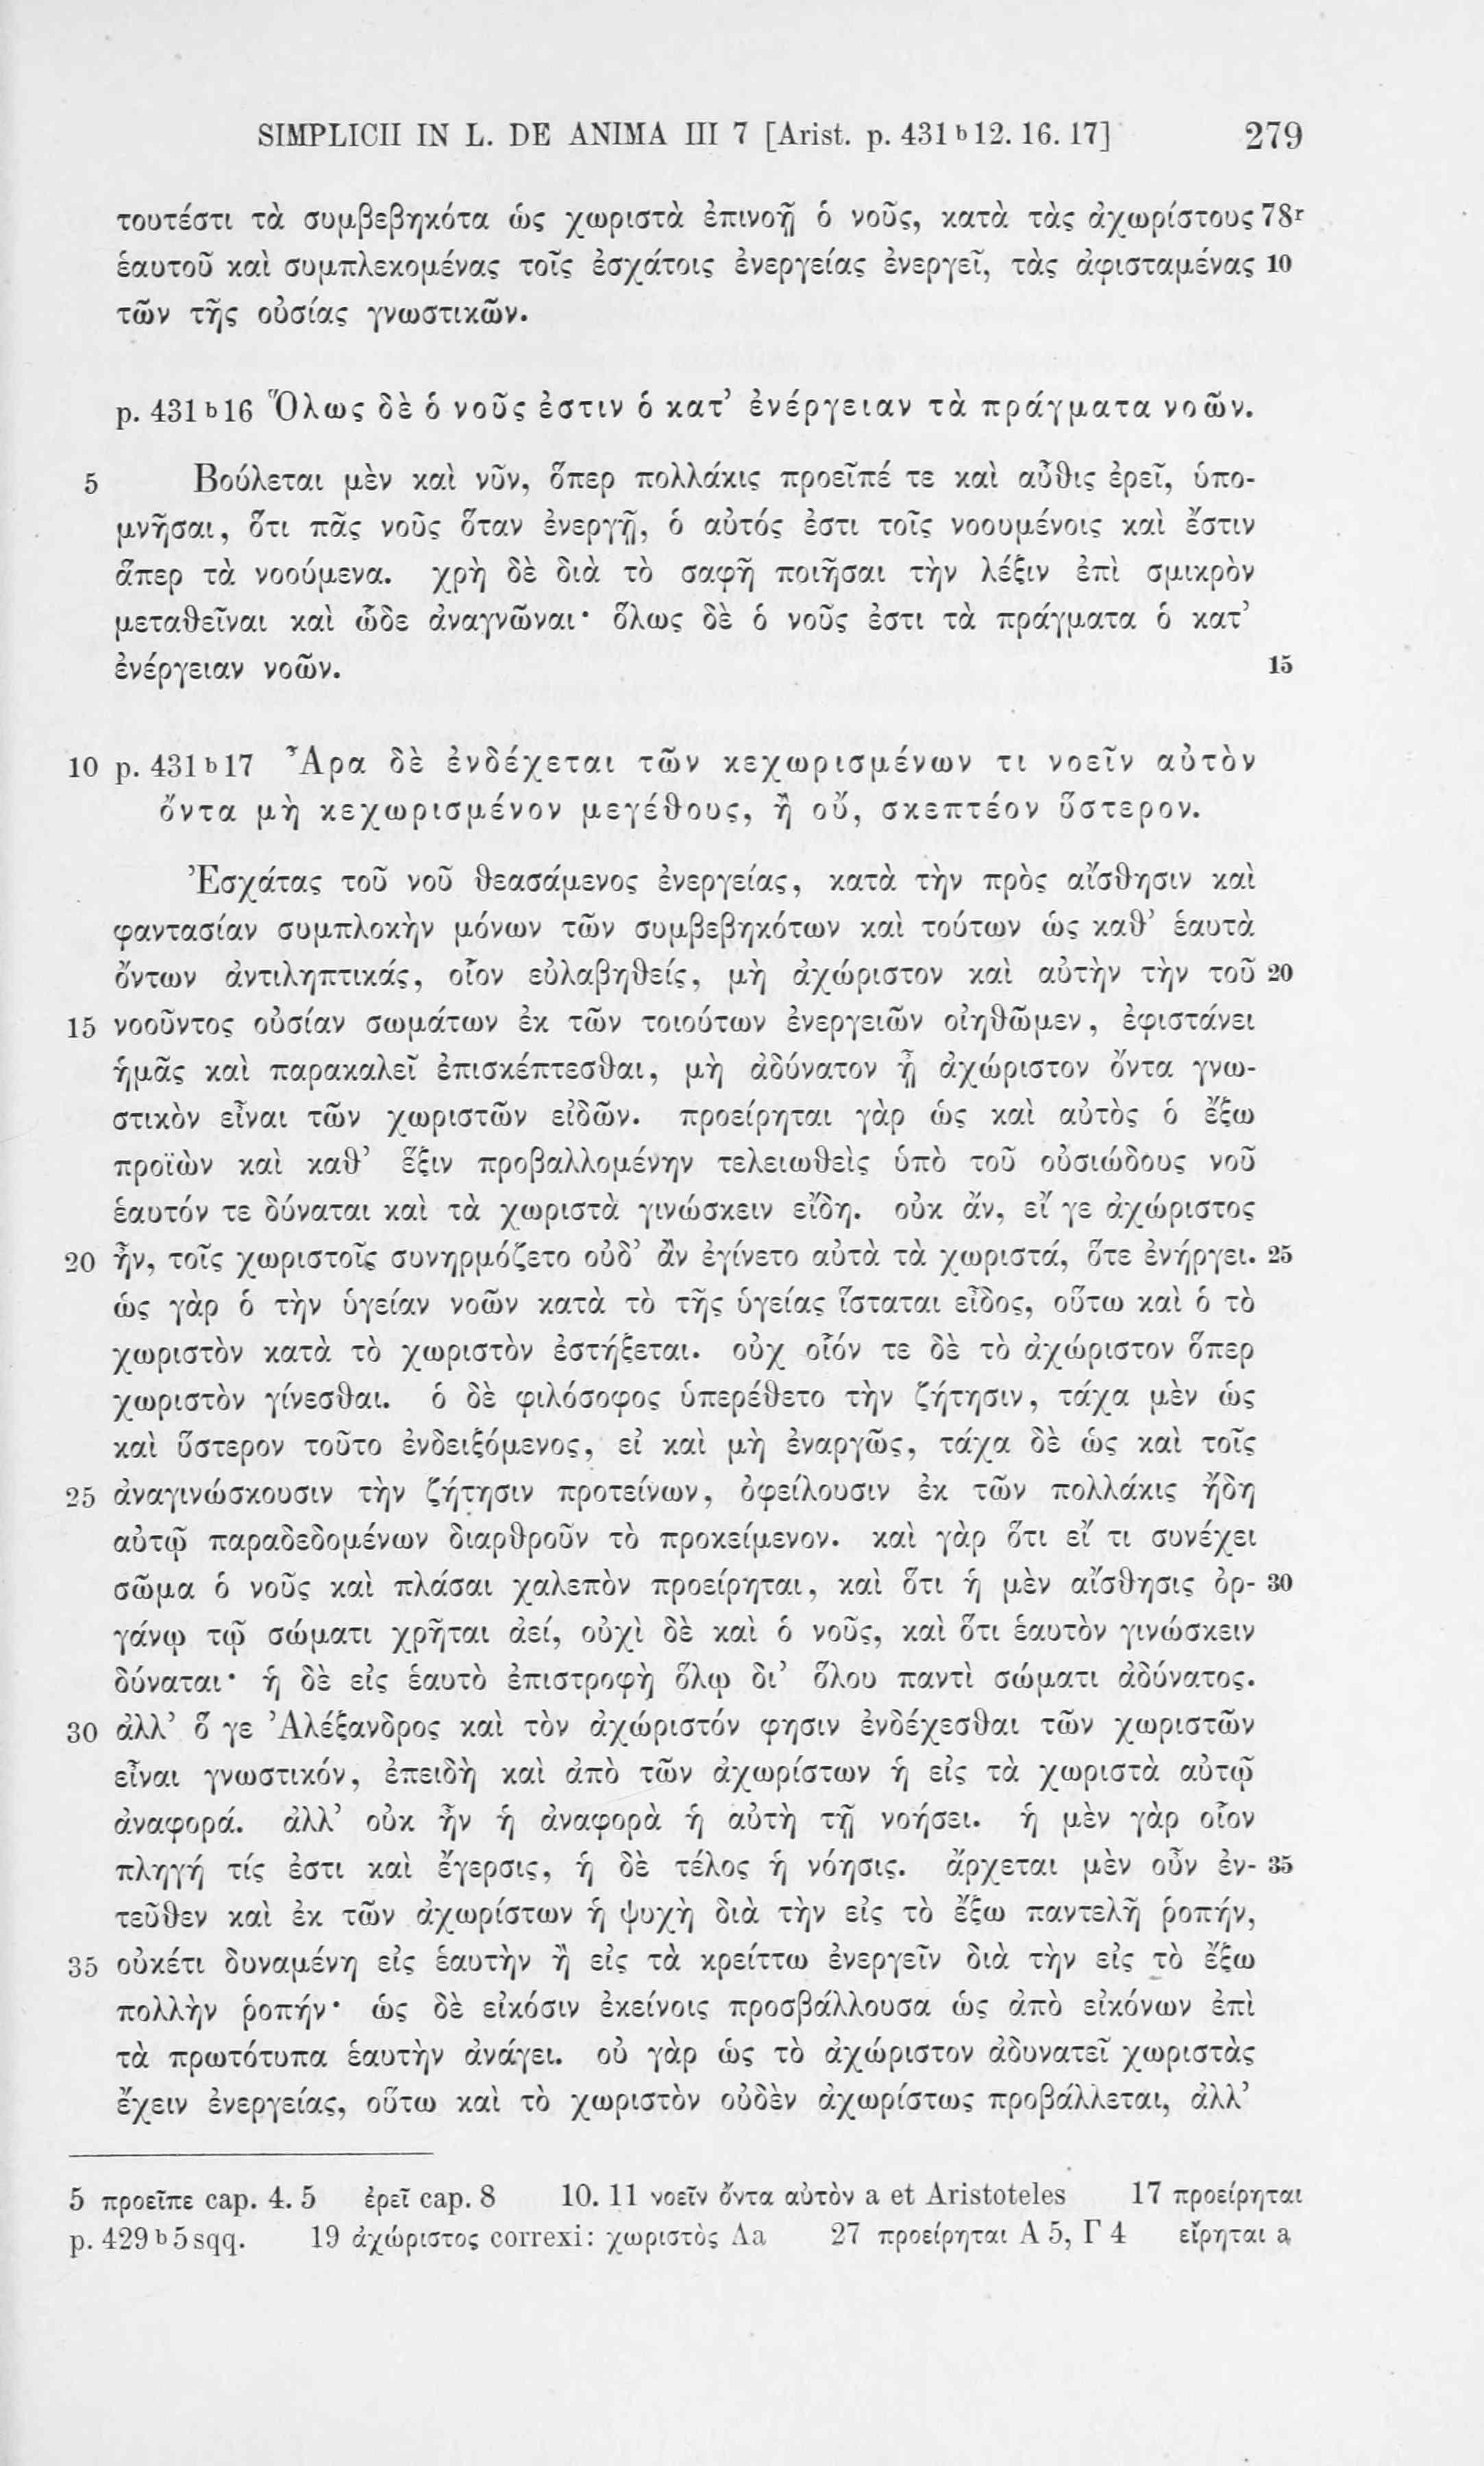 SIMPLICII IN L. DE ANIMA III 7 [Arist. p. 431 b 12. 16. 17] 279
τουτέστι τὰ συμβεβηκότα ὡς χωριστὰ ἐπινοῇ ὁ νοῦς, κατὰ τὰς ἀχωρίστους 78r
ἑαυτοῦ καὶ συμπλεκομένας τοῖς ἐσχάτοις ἐνεργείας ἐνεργεῖ, τὰς ἀφισταμένας 10
τῶν τῆς οὐσίας γνωστικῶν.
p. 431 b 16 Ὅλως δὲ ὁ νοῦς ἐστιν ὁ κατ’ ἐνέργειαν τὰ πράγματα νοῶν.
5 Βούλεται μὲν καὶ νῦν, ὅπερ πολλάκις προεῖπέ τε καὶ αὖθις ἐρεῖ, ὑπο-
μνῆσαι, ὅτι πᾶς νοῦς ὅταν ἐνεργῇ, ὁ αὐτός ἐστι τοῖς νοουμένοις καὶ ἔστιν
ἅπερ τὰ νοούμενα. χρὴ δὲ διὰ τὸ σαφῆ ποιῆσαι τὴν λέξιν ἐπὶ σμικρὸν
μεταθεῖναι καὶ ὧδε ἀναγνῶναι· ὅλως δὲ ὁ νοῦς ἐστι τὰ πράγματα ὁ κατ’
ἐνέργειαν νοῶν. 15
10 p. 431 b 17 Ἆρα δὲ ἐνδέχεται τῶν κεχωρισμένων τι νοεῖν αὐτὸν
ὄντα μὴ κεχωρισμένον μεγέθους, ἢ οὔ, σκεπτέον ὕστερον.
Ἐσχάτας τοῦ νοῦ θεασάμενος ἐνεργείας, κατὰ τὴν πρὸς αἴσθησιν καὶ
φαντασίαν συμπλοκὴν μόνων τῶν συμβεβηκότων καὶ τούτων ὡς καθ’ ἑαυτὰ
ὄντων ἀντιληπτικάς, οἷον εὐλαβηθείς, μὴ ἀχώριστον καὶ αὐτὴν τὴν τοῦ 20
15 νοοῦντος οὐσίαν σωμάτων ἐκ τῶν τοιούτων ἐνεργειῶν οἰηθῶμεν, ἐφιστάνει
ἡμᾶς καὶ παρακαλεῖ ἐπισκέπτεσθαι, μὴ ἀδύνατον ᾖ ἀχώριστον ὄντα γνω-
στικὸν εἶναι τῶν χωριστῶν εἰδῶν. προείρηται γὰρ ὡς καὶ αὐτὸς ὁ ἔξω
προϊὼν καὶ καθ’ ἕξιν προβαλλομένην τελειωθεὶς ὑπὸ τοῦ οὐσιώδους νοῦ
ἑαυτόν τε δύναται καὶ τὰ χωριστὰ γινώσκειν εἴδη. οὐκ ἄν, εἴ γε ἀχώριστος
20 ἦν, τοῖς χωριστοῖς συνηρμόζετο οὐδ’ ἂν ἐγίνετο αὐτὰ τὰ χωριστά, ὅτε ἐνήργει. 25
ὡς γὰρ ὁ τὴν ὑγείαν νοῶν κατὰ τὸ τῆς ὑγείας ἵσταται εἶδος, οὕτω καὶ ὁ τὸ
χωριστὸν κατὰ τὸ χωριστὸν ἑστήξεται. οὐχ οἷόν τε δὲ τὸ ἀχώριστον ὅπερ
χωριστὸν γίνεσθαι. ὁ δὲ φιλόσοφος ὑπερέθετο τὴν ζήτησιν, τάχα μὲν ὡς
καὶ ὕστερον τοῦτο ἐνδειξόμενος, εἰ καὶ μὴ ἐναργῶς, τάχα δὲ ὡς καὶ τοῖς
25 ἀναγινώσκουσιν τὴν ζήτησιν προτείνων, ὀφείλουσιν ἐκ τῶν πολλάκις ἤδη
αὐτῷ παραδεδομένων διαρθροῦν τὸ προκείμενον. καὶ γὰρ ὅτι εἴ τι συνέχει
σῶμα ὁ νοῦς καὶ πλάσαι χαλεπὸν προείρηται, καὶ ὅτι ἡ μὲν αἴσθησις ὀρ- 30
γάνῳ τῷ σώματι χρῆται ἀεί, οὐχὶ δὲ καὶ ὁ νοῦς, καὶ ὅτι ἑαυτὸν γινώσκειν
δύναται· ἡ δὲ εἰς ἑαυτὸ ἐπιστροφὴ ὅλῳ δι’ ὅλου παντὶ σώματι ἀδύνατος.
30 ἀλλ’ ὅ γε Ἀλέξανδρος καὶ τὸν ἀχώριστόν φησιν ἐνδέχεσθαι τῶν χωριστῶν
εἶναι γνωστικόν, ἐπειδὴ καὶ ἀπὸ τῶν ἀχωρίστων ἡ εἰς τὰ χωριστὰ αὐτῷ
ἀναφορά. ἀλλ’ οὐκ ἦν ἡ ἀναφορὰ ἡ αὐτὴ τῇ νοήσει. ἡ μὲν γὰρ οἷον
πληγή τίς ἐστι καὶ ἔγερσις, ἡ δὲ τέλος ἡ νόησις. ἄρχεται μὲν οὖν ἐν- 35
τεῦθεν καὶ ἐκ τῶν ἀχωρίστων ἡ ψυχὴ διὰ τὴν εἰς τὸ ἔξω παντελῆ ῥοπήν,
35 οὐκέτι δυναμένη εἰς ἑαυτὴν ἢ εἰς τὰ κρείττω ἐνεργεῖν διὰ τὴν εἰς τὸ ἔξω
πολλὴν ῥοπήν· ὡς δὲ εἰκόσιν ἐκείνοις προσβάλλουσα ὡς ἀπὸ εἰκόνων ἐπὶ
τὰ πρωτότυπα ἑαυτὴν ἀνάγει. οὐ γὰρ ὡς τὸ ἀχώριστον ἀδυνατεῖ χωριστὰς
ἔχειν ἐνεργείας, οὕτω καὶ τὸ χωριστὸν οὐδὲν ἀχωρίστως προβάλλεται, ἀλλ’
5 προεῖπε cap. 4. 5 ἐρεῖ cap. 8 10. 11 νοεῖν ὄντα αὐτὸν a et Aristoteles 17 προείρηται
p. 429 b 5 sqq. 19 ἀχώριστος correxi: χωριστὸς Aa 27 προείρηται A 5, Γ 4 εἴρηται a